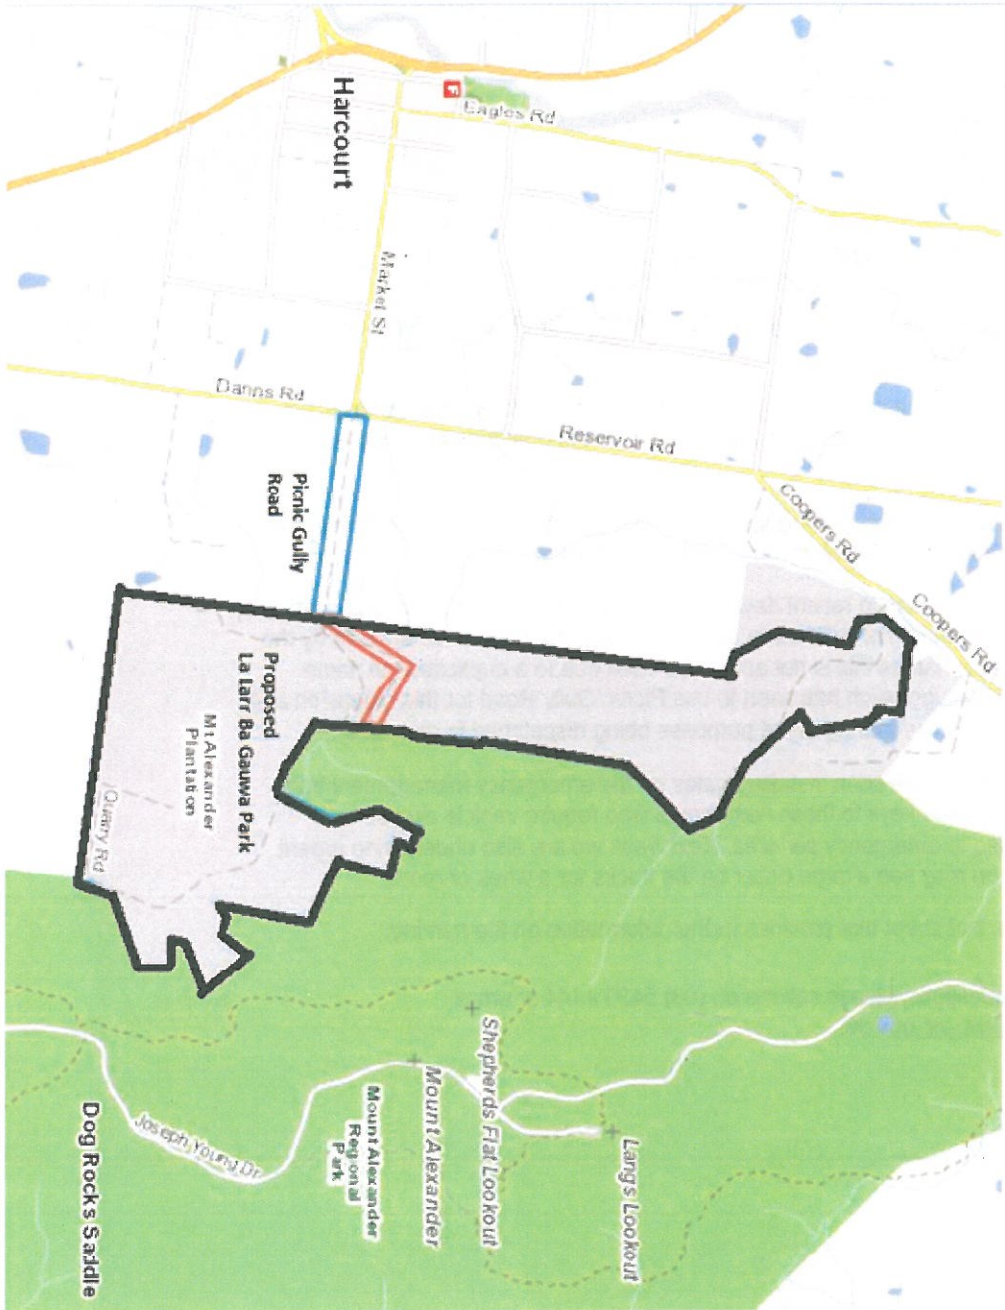 Harcourt
F
Eagles Rd
Market St
Danns Rd
Reservoir Rd
Coopers Rd
Coopers Rd
Picnic Gully
Road
Proposed
La Larr Ba Gauwa Park
Mt Alexander
Plantation
Quarry Rd
Shepherds Flat Lookout
Langs Lookout
Mount Alexander
Mount Alexander
Regional
Park
Joseph Young Dr
Dog Rocks Saddle